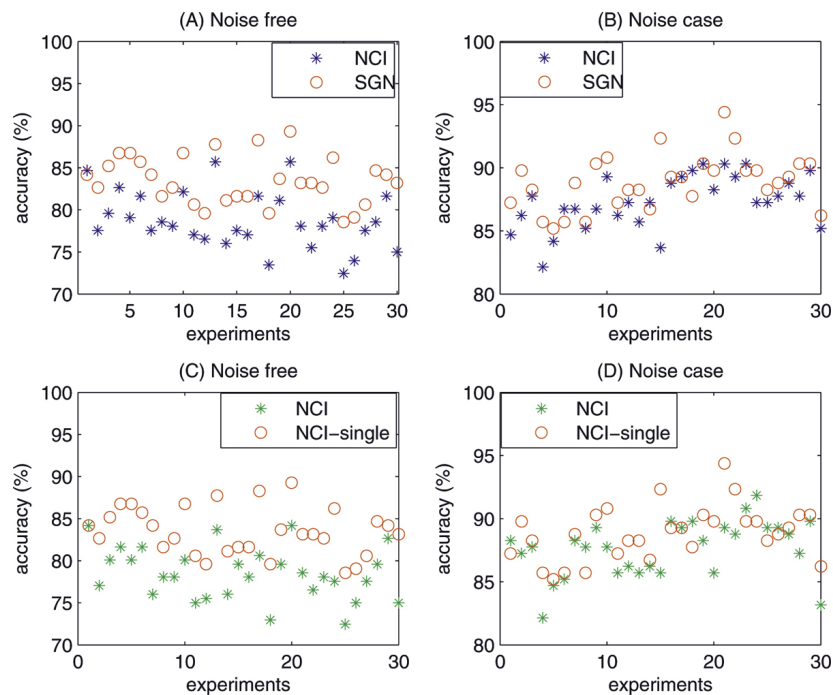 (A) Noise free
100
95
90
85
80
75
70
accuracy (%)
NCI
SGN
5 10 15 20 25 30
experiments
(B) Noise case
100
95
90
85
80
accuracy (%)
NCI
SGN
0 10 20 30
experiments
(C) Noise free
100
95
90
85
80
75
70
accuracy (%)
NCI
NCI-single
0 10 20 30
experiments
(D) Noise case
100
95
90
85
80
accuracy (%)
NCI
NCI-single
0 10 20 30
experiments